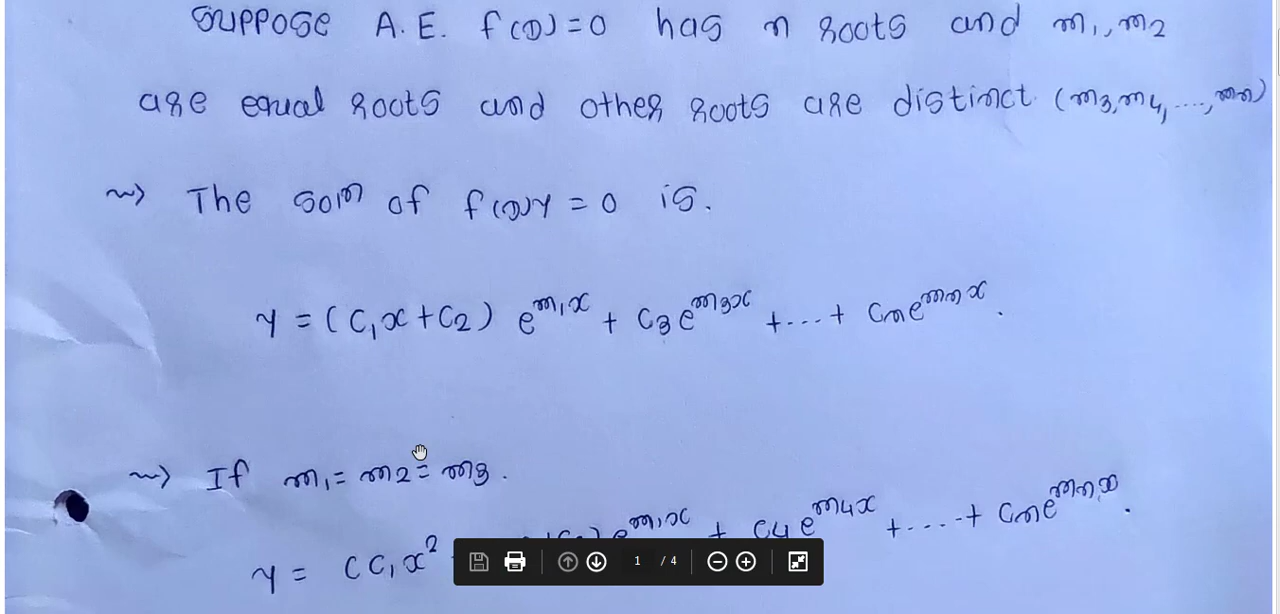 Suppose A.E. f(D)=0 has n roots and m₁, m₂
are equal roots and other roots are distinct (m₃,m₄,....,mn)
⇝ The soln of f(D)Y = 0 is.
y = (c₁x+c₂) e^m₁x + c₃e^m₃x +...+ cne^mnx.
⇝ If m₁= m₂= m₃.
y = (c₁x² e^m₁x + c₄e^m₄x +....+ cne^mnx.
1 / 4